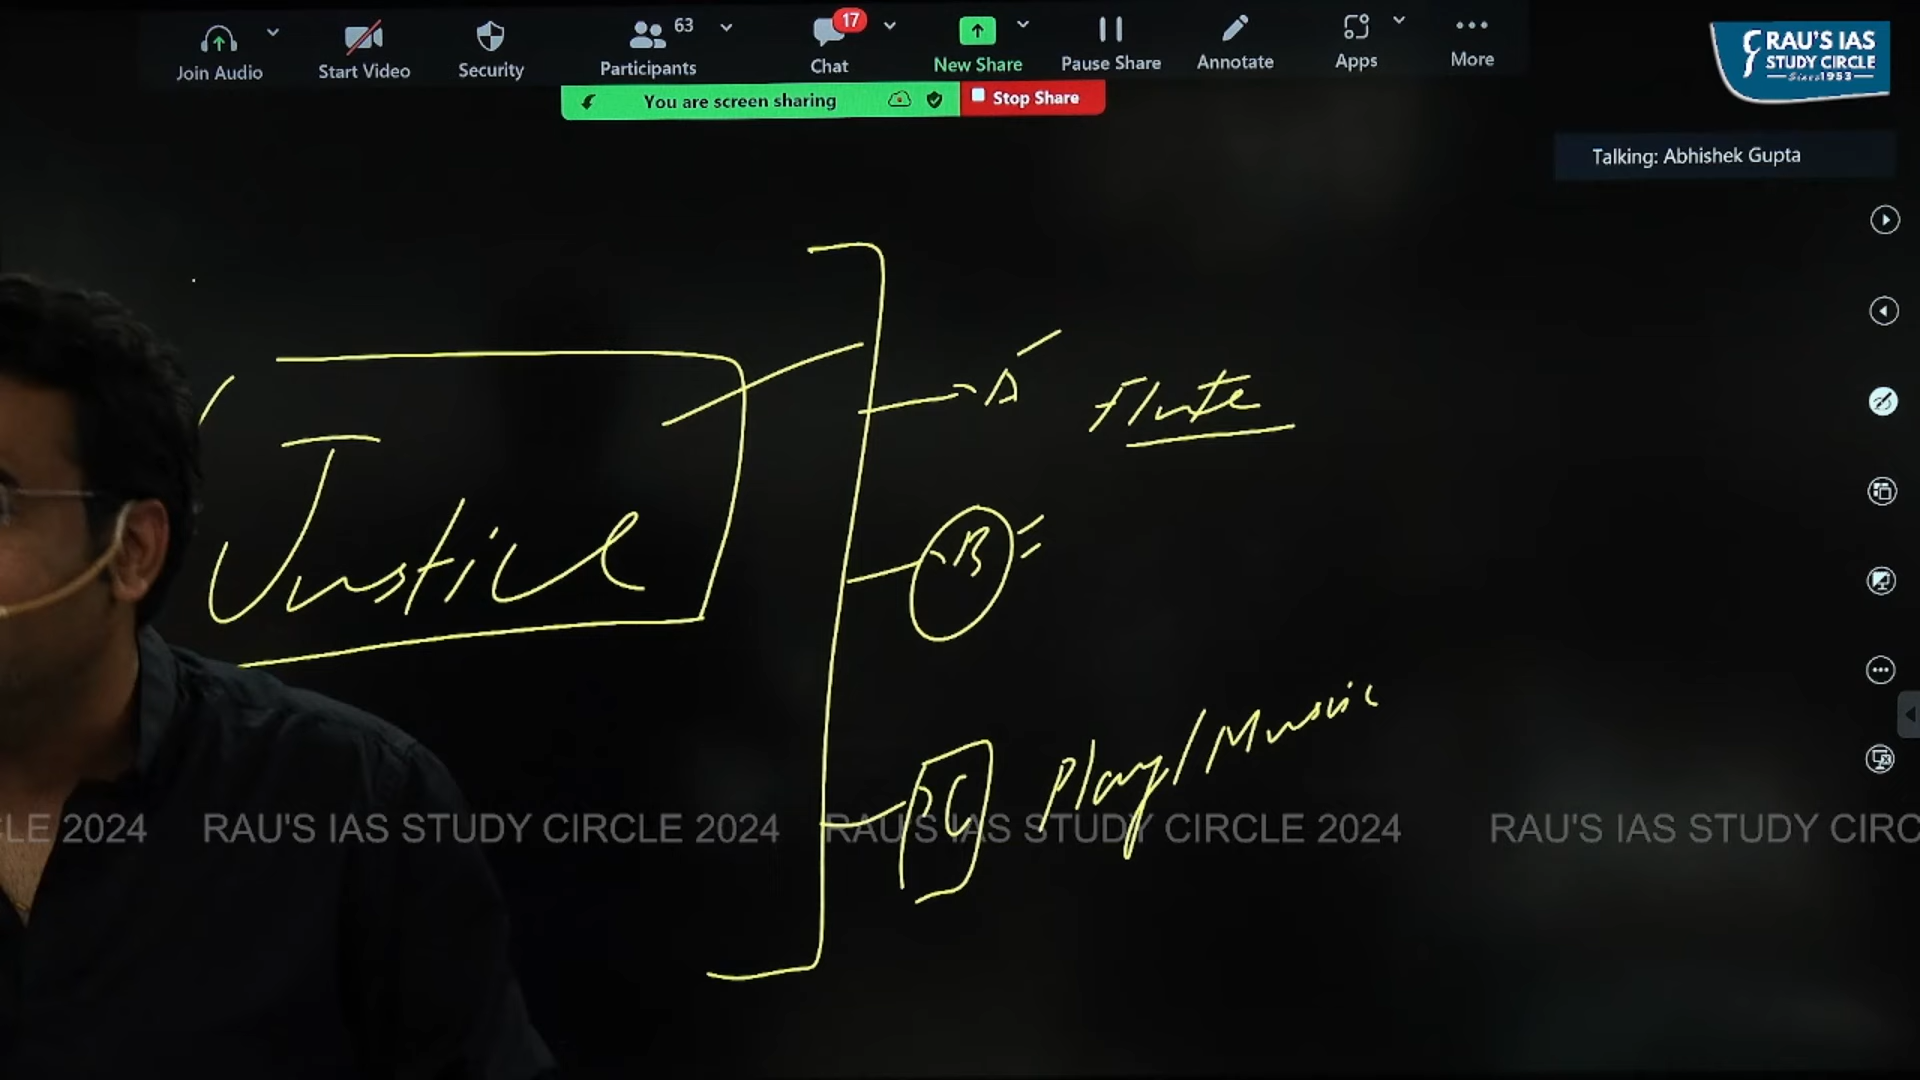 Join Audio
Start Video
Security
Participants 63
Chat 17
New Share
Pause Share
Annotate
Apps
More
RAU'S IAS
STUDY CIRCLE
Since 1953
You are screen sharing
Stop Share
Talking: Abhishek Gupta
A Flute
Justice
B
C Play/Music
LE 2024 RAU'S IAS STUDY CIRCLE 2024 RAU'S IAS STUDY CIRCLE 2024 RAU'S IAS STUDY CIRC